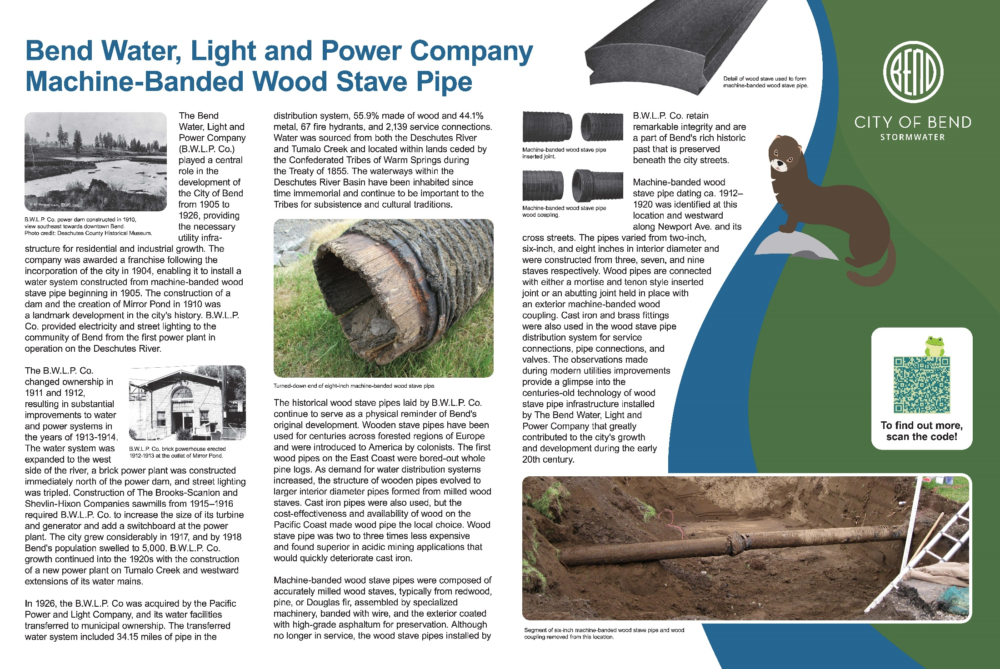 Bend Water, Light and Power Company
Machine-Banded Wood Stave Pipe
B.W.L.P. Co. power dam constructed in 1910,
view southeast towards downtown Bend.
Photo credit: Deschutes County Historical Museum.
The Bend
Water, Light and
Power Company
(B.W.L.P. Co.)
played a central
role in the
development of
the City of Bend
from 1905 to
1926, providing
the necessary
utility infra-
structure for residential and industrial growth. The
company was awarded a franchise following the
incorporation of the city in 1904, enabling it to install a
water system constructed from machine-banded wood
stave pipe beginning in 1905. The construction of a
dam and the creation of Mirror Pond in 1910 was
a landmark development in the city's history. B.W.L.P.
Co. provided electricity and street lighting to the
community of Bend from the first power plant in
operation on the Deschutes River.
The B.W.L.P. Co.
changed ownership in
1911 and 1912,
resulting in substantial
improvements to water
and power systems in
the years of 1913-1914.
The water system was
expanded to the west
side of the river, a brick power plant was constructed
immediately north of the power dam, and street lighting
was tripled. Construction of The Brooks-Scanlon and
Shevlin-Hixon Companies sawmills from 1915–1916
required B.W.L.P. Co. to increase the size of its turbine
and generator and add a switchboard at the power
plant. The city grew considerably in 1917, and by 1918
Bend's population swelled to 5,000. B.W.L.P. Co.
growth continued into the 1920s with the construction
of a new power plant on Tumalo Creek and westward
extensions of its water mains.
B.W.L.P. Co. brick powerhouse erected
1912-1913 at the outlet of Mirror Pond.
In 1926, the B.W.L.P. Co was acquired by the Pacific
Power and Light Company, and its water facilities
transferred to municipal ownership. The transferred
water system included 34.15 miles of pipe in the
distribution system, 55.9% made of wood and 44.1%
metal, 67 fire hydrants, and 2,139 service connections.
Water was sourced from both the Deschutes River
and Tumalo Creek and located within lands ceded by
the Confederated Tribes of Warm Springs during
the Treaty of 1855. The waterways within the
Deschutes River Basin have been inhabited since
time immemorial and continue to be important to the
Tribes for subsistence and cultural traditions.
Turned-down end of eight-inch machine-banded wood stave pipe.
The historical wood stave pipes laid by B.W.L.P. Co.
continue to serve as a physical reminder of Bend's
original development. Wooden stave pipes have been
used for centuries across forested regions of Europe
and were introduced to America by colonists. The first
wood pipes on the East Coast were bored-out whole
pine logs. As demand for water distribution systems
increased, the structure of wooden pipes evolved to
larger interior diameter pipes formed from milled wood
staves. Cast iron pipes were also used, but the
cost-effectiveness and availability of wood on the
Pacific Coast made wood pipe the local choice. Wood
stave pipe was two to three times less expensive
and found superior in acidic mining applications that
would quickly deteriorate cast iron.
Machine-banded wood stave pipes were composed of
accurately milled wood staves, typically from redwood,
pine, or Douglas fir, assembled by specialized
machinery, banded with wire, and the exterior coated
with high-grade asphaltum for preservation. Although
no longer in service, the wood stave pipes installed by
Detail of wood stave used to form
machine-banded wood stave pipe.
Machine-banded wood stave pipe
inserted joint.
Machine-banded wood stave pipe
wood coupling.
B.W.L.P. Co. retain
remarkable integrity and are
a part of Bend's rich historic
past that is preserved
beneath the city streets.
Machine-banded wood
stave pipe dating ca. 1912–
1920 was identified at this
location and westward
along Newport Ave. and its
cross streets. The pipes varied from two-inch,
six-inch, and eight inches in interior diameter and
were constructed from three, seven, and nine
staves respectively. Wood pipes are connected
with either a mortise and tenon style inserted
joint or an abutting joint held in place with
an exterior machine-banded wood
coupling. Cast iron and brass fittings
were also used in the wood stave pipe
distribution system for service
connections, pipe connections, and
valves. The observations made
during modern utilities improvements
provide a glimpse into the
centuries-old technology of wood
stave pipe infrastructure installed
by The Bend Water, Light and
Power Company that greatly
contributed to the city's growth
and development during the early
20th century.
Segment of six-inch machine-banded wood stave pipe and wood
coupling removed from this location.
BEND
CITY OF BEND
STORMWATER
To find out more,
scan the code!